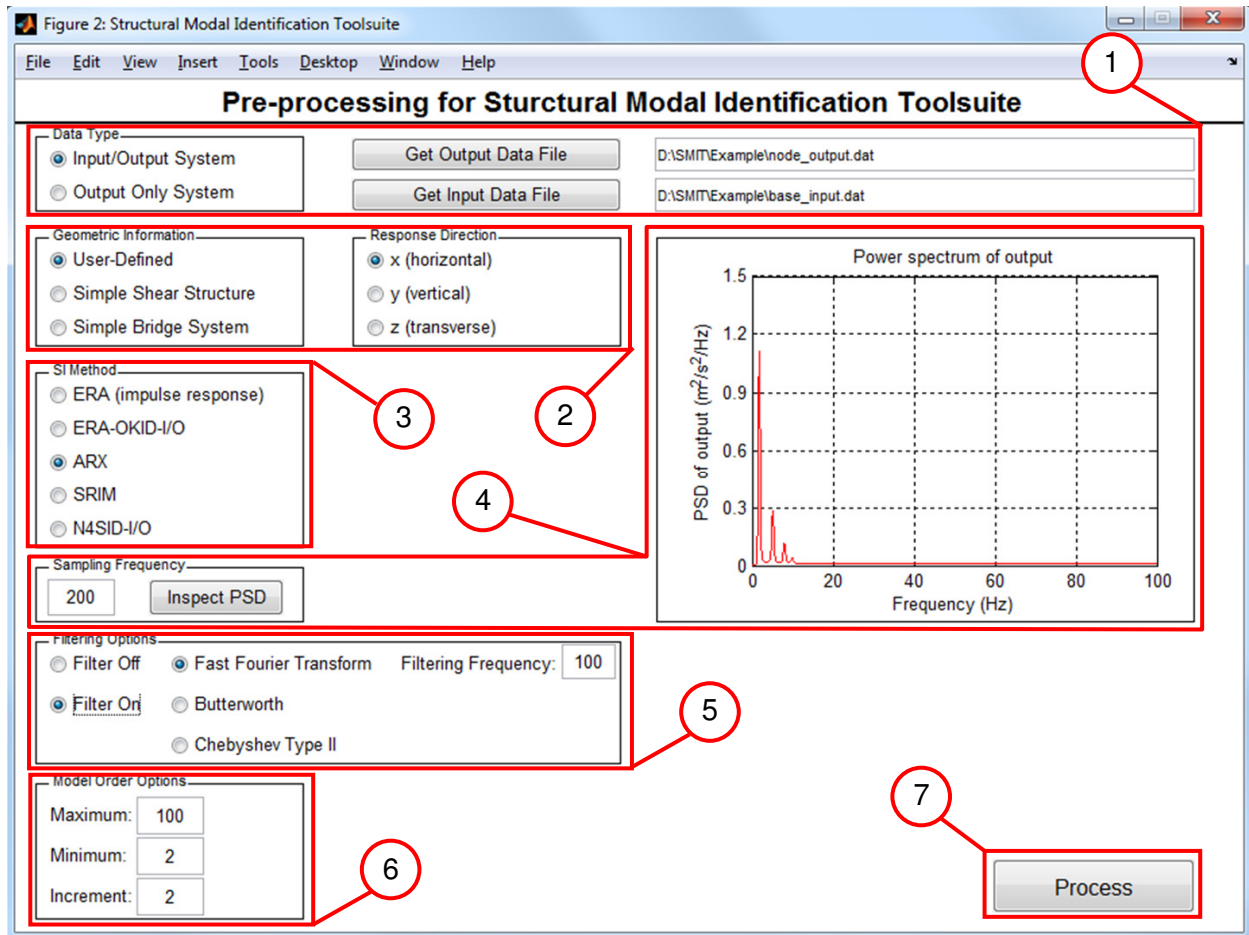 Figure 2: Structural Modal Identification Toolsuite
File Edit View Insert Tools Desktop Window Help
1
Pre-processing for Sturctural Modal Identification Toolsuite
Data Type
Input/Output System
Output Only System
Get Output Data File
D:\SMIT\Example\node_output.dat
Get Input Data File
D:\SMIT\Example\base_input.dat
Geometric Information
User-Defined
Simple Shear Structure
Simple Bridge System
Response Direction
x (horizontal)
y (vertical)
z (transverse)
2
SI Method
ERA (impulse response)
ERA-OKID-I/O
ARX
SRIM
N4SID-I/O
3
4
Power spectrum of output
PSD of output (m²/s²/Hz)
1.5
1.2
0.9
0.6
0.3
0
0 20 40 60 80 100
Frequency (Hz)
Sampling Frequency
200 Inspect PSD
Filtering Options
Filter Off
Filter On
Fast Fourier Transform
Butterworth
Chebyshev Type II
Filtering Frequency: 100
5
Model Order Options
Maximum: 100
Minimum: 2
Increment: 2
6
7
Process